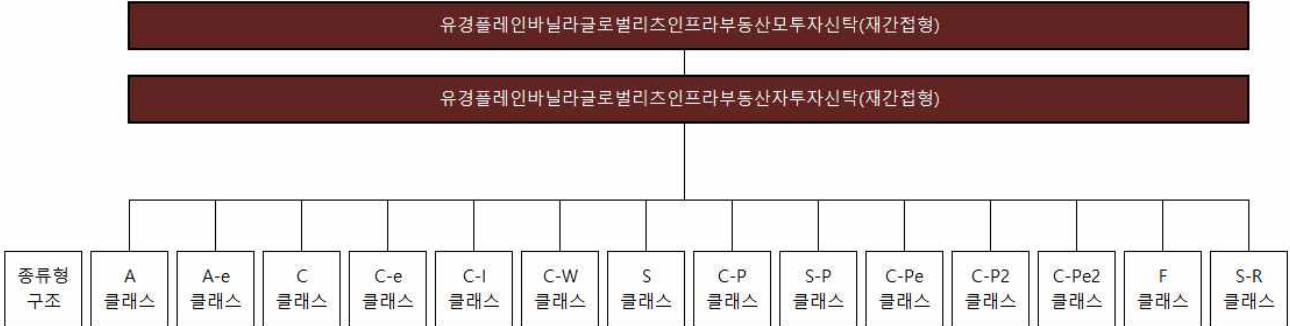 유경플레인바닐라글로벌리츠인프라부동산모투자신탁(재간접형)
유경플레인바닐라글로벌리츠인프라부동산자투자신탁(재간접형)
종류형 A A-e C C-e C-I C-W S C-P S-P C-Pe C-P2 C-Pe2 F S-R
구조 클래스 클래스 클래스 클래스 클래스 클래스 클래스 클래스 클래스 클래스 클래스 클래스 클래스 클래스